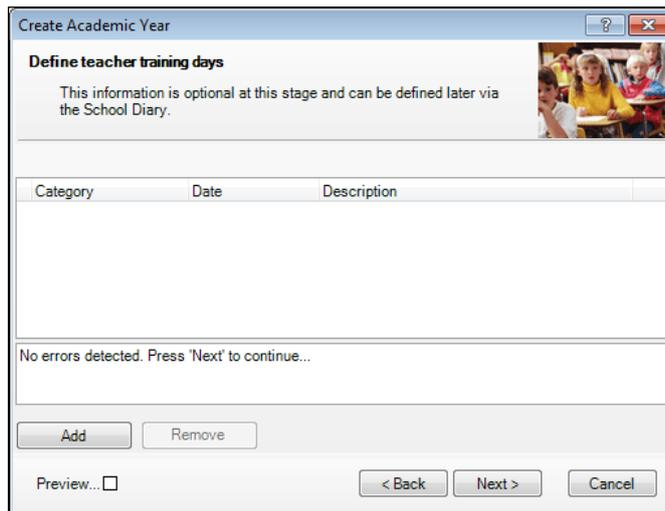 Create Academic Year
?
Define teacher training days
This information is optional at this stage and can be defined later via
the School Diary.
Category Date Description
No errors detected. Press 'Next' to continue...
Add Remove
Preview... < Back Next > Cancel